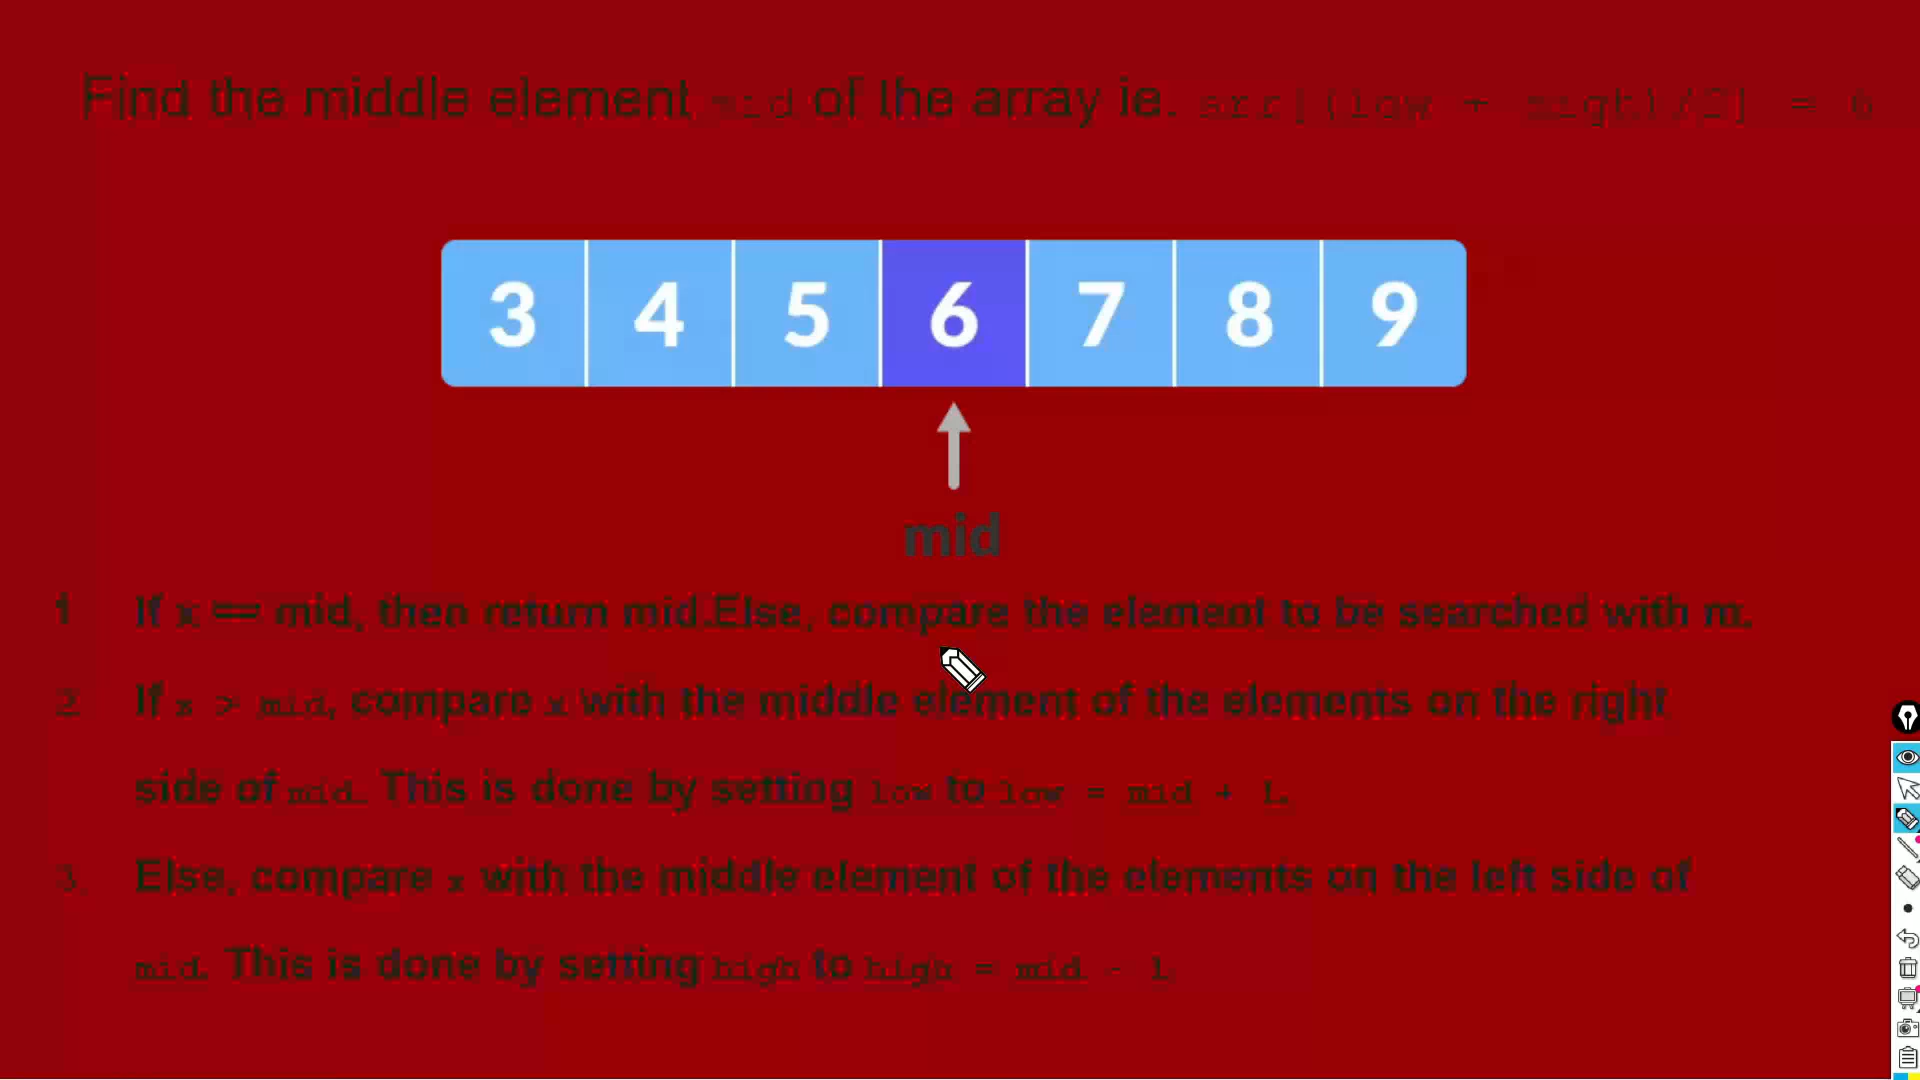 Find the middle element mid of the array ie. arr[(low + high)/2] = 6
3 4 5 6 7 8 9
mid
1. If x == mid, then return mid.Else, compare the element to be searched with m.
2. If x > mid, compare x with the middle element of the elements on the right
side of mid. This is done by setting low to low = mid + 1.
3. Else, compare x with the middle element of the elements on the left side of
mid. This is done by setting high to high = mid - 1.